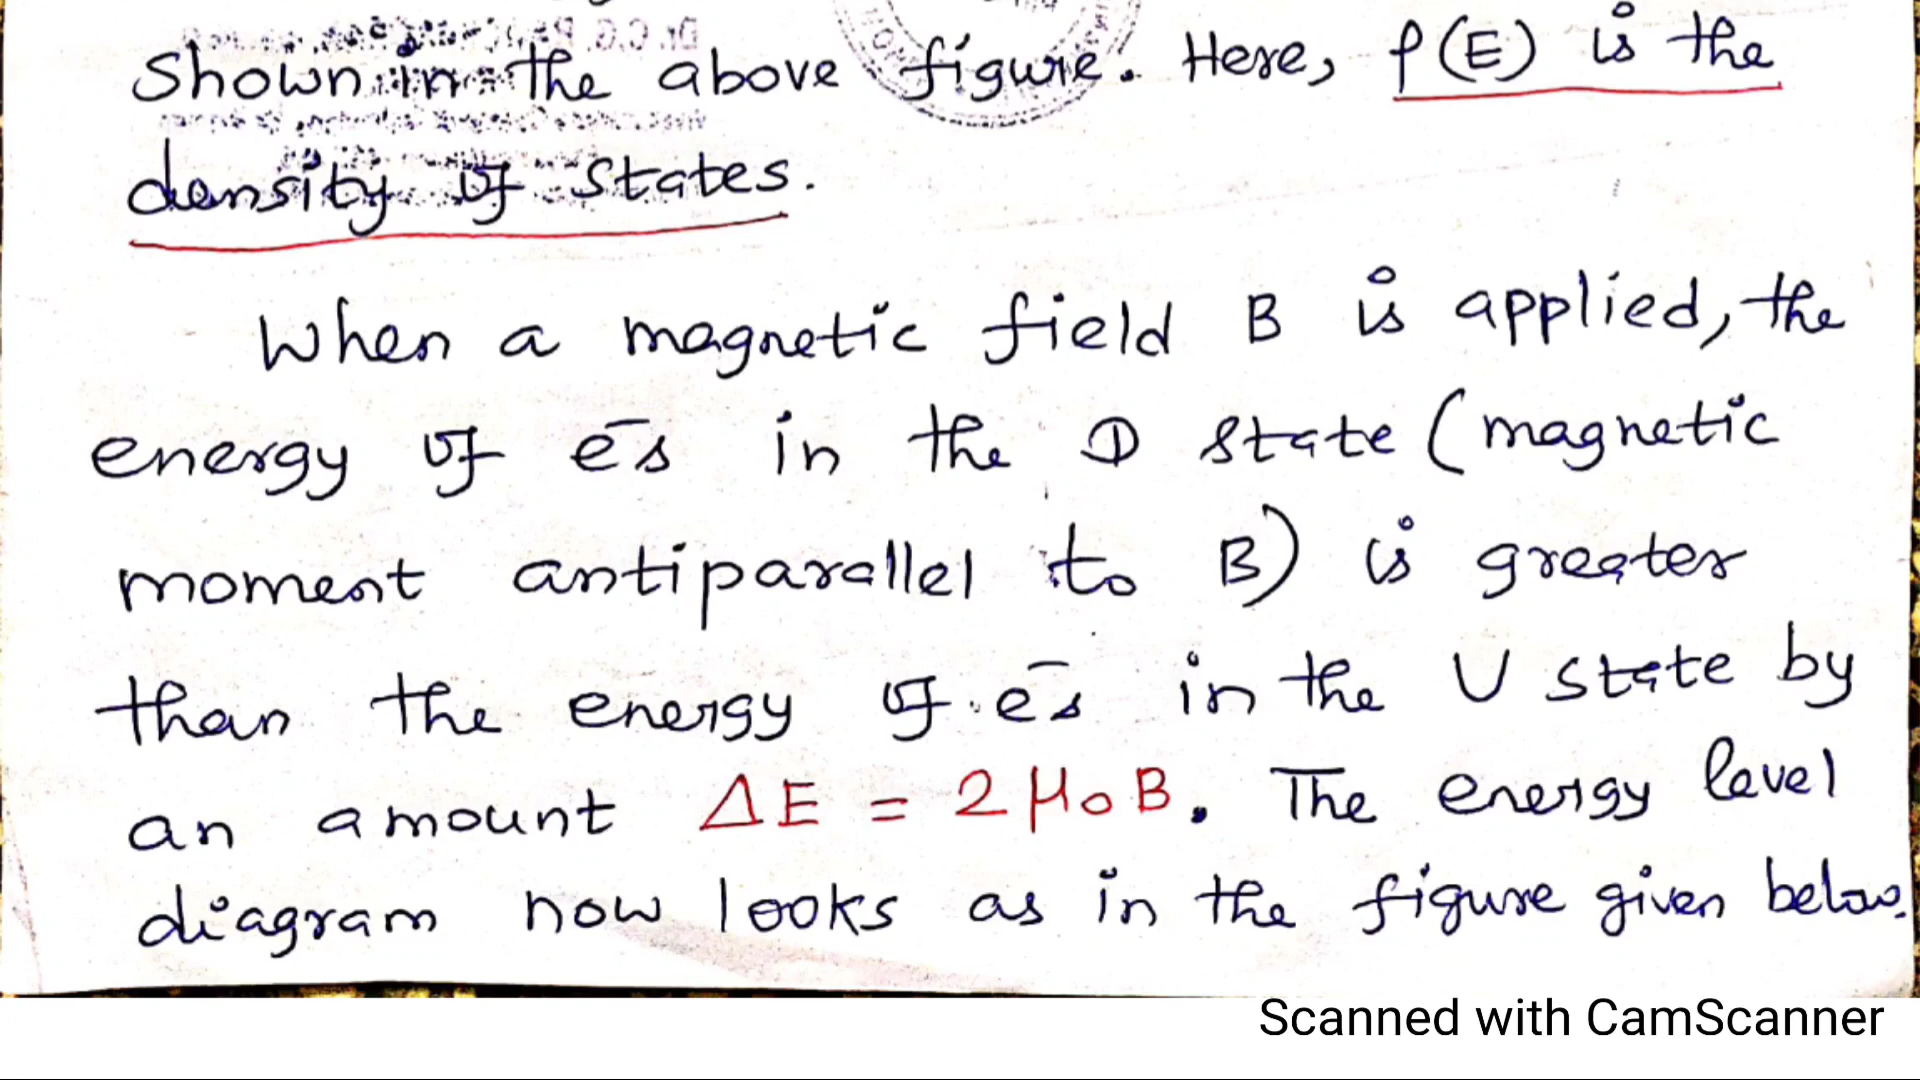 shown in the above figure. Here, ρ(E) is the
density of states.
When a magnetic field B is applied, the
energy of e⁻s in the D state (magnetic
moment antiparallel to B) is greater
than the energy of e⁻s in the U state by
an amount ΔE = 2μ₀B. The energy level
diagram now looks as in the figure given below.
Scanned with CamScanner